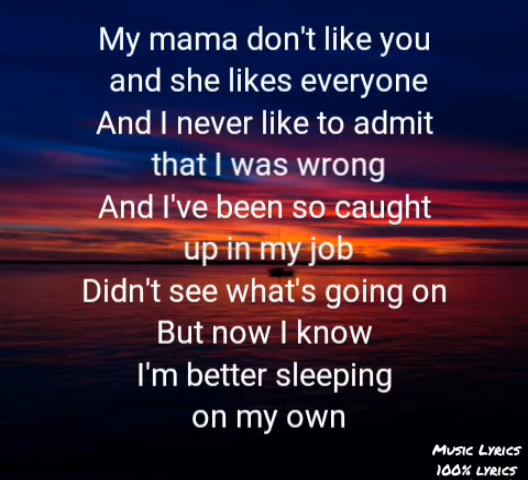 My mama don't like you
and she likes everyone
And I never like to admit
that I was wrong
And I've been so caught
up in my job
Didn't see what's going on
But now I know
I'm better sleeping
on my own
Music Lyrics
100% lyrics